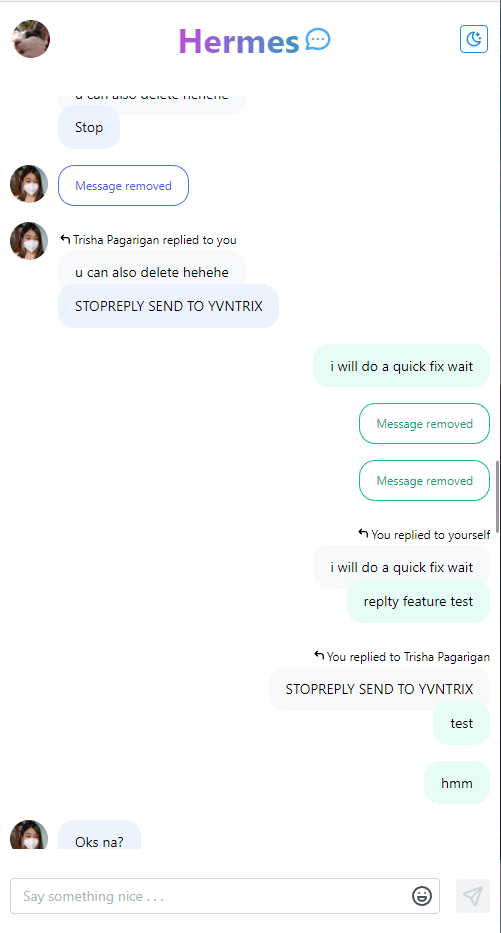 Hermes
u can also delete hehehe
Stop
Message removed
Trisha Pagarigan replied to you
u can also delete hehehe
STOPREPLY SEND TO YVNTRIX
i will do a quick fix wait
Message removed
Message removed
You replied to yourself
i will do a quick fix wait
replty feature test
You replied to Trisha Pagarigan
STOPREPLY SEND TO YVNTRIX
test
hmm
Oks na?
Say something nice . . .